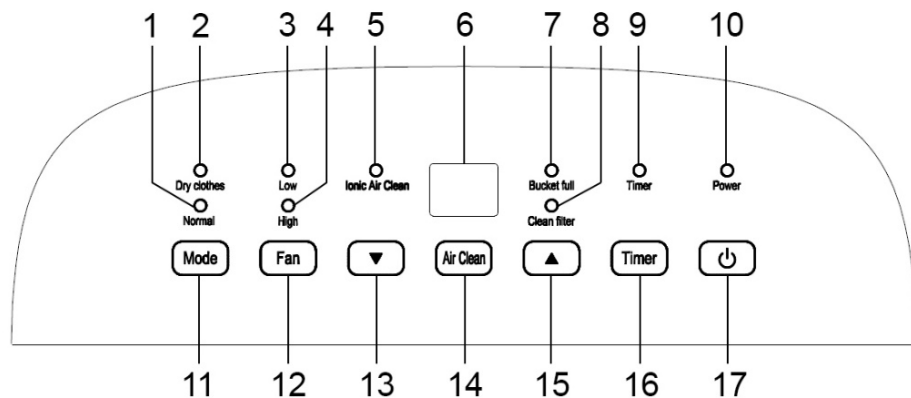 1 2 3 4 5 6 7 8 9 10
Dry clothes Low Ionic Air Clean Bucket full Timer Power
Normal High Clean filter
Mode Fan ▼ Air Clean ▲ Timer
11 12 13 14 15 16 17